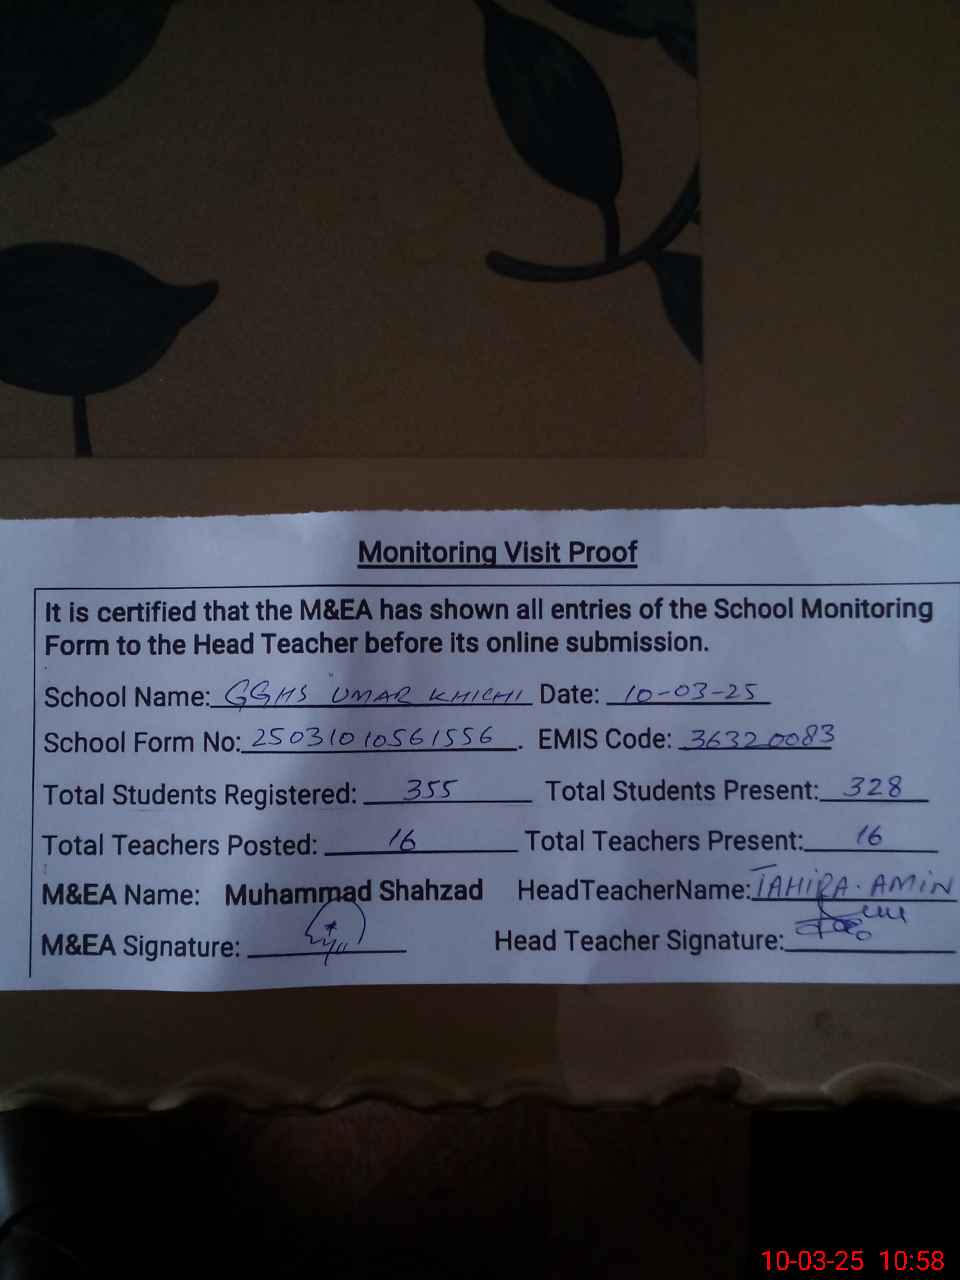 Monitoring Visit Proof
It is certified that the M&EA has shown all entries of the School Monitoring
Form to the Head Teacher before its online submission.
School Name: GGHS UMAR KHICHI Date: 10-03-25
School Form No: 25031010561556. EMIS Code: 36320083
Total Students Registered: 355 Total Students Present: 328
Total Teachers Posted: 16 Total Teachers Present: 16
M&EA Name: Muhammad Shahzad HeadTeacherName: TAHIRA. AMIN
M&EA Signature: Head Teacher Signature:
10-03-25 10:58